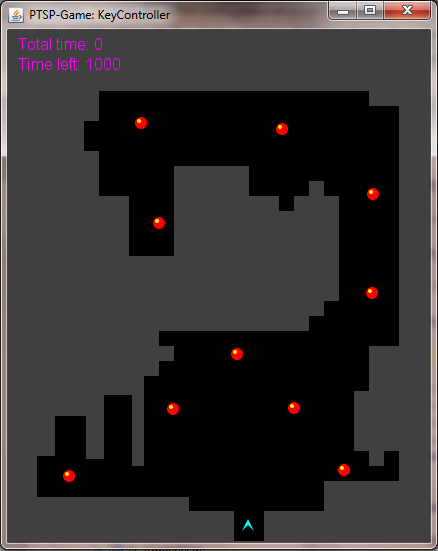 PTSP-Game: KeyController
Total time: 0
Time left: 1000